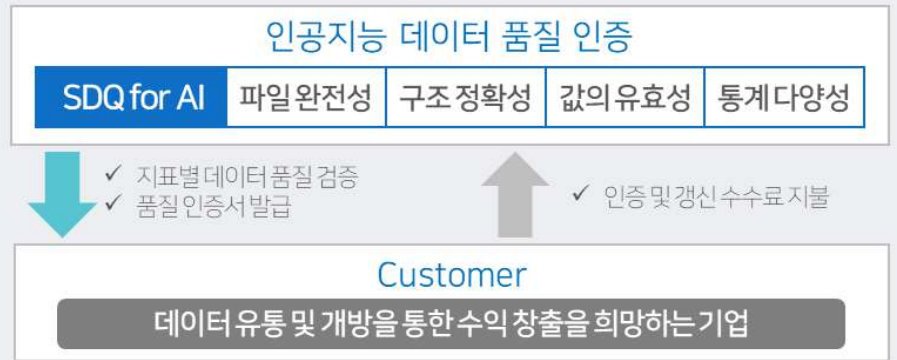 인공지능 데이터 품질 인증
SDQ for AI 파일 완전성 구조 정확성 값의 유효성 통계 다양성
✓ 지표별 데이터 품질 검증
✓ 품질 인증서 발급
✓ 인증 및 갱신 수수료 지불
Customer
데이터 유통 및 개방을 통한 수익 창출을 희망하는 기업